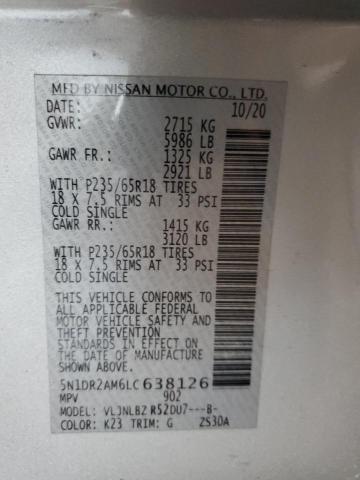 MFD BY NISSAN MOTOR CO., LTD.
DATE: 10/20
GVWR: 2715 KG
5986 LB
GAWR FR.: 1325 KG
2921 LB
WITH P235/65R18 TIRES
18 X 7.5 RIMS AT 33 PSI
COLD SINGLE
GAWR RR.: 1415 KG
3120 LB
WITH P235/65R18 TIRES
18 X 7.5 RIMS AT 33 PSI
COLD SINGLE
THIS VEHICLE CONFORMS TO
ALL APPLICABLE FEDERAL
MOTOR VEHICLE SAFETY AND
THEFT PREVENTION
STANDARDS IN EFFECT ON
THE DATE OF MANUFACTURE
SHOWN ABOVE.
5N1DR2AM6LC638126
MPV 902
MODEL: VLJNLBZ R52DU7---B-
COLOR: K23 TRIM: G ZS30A